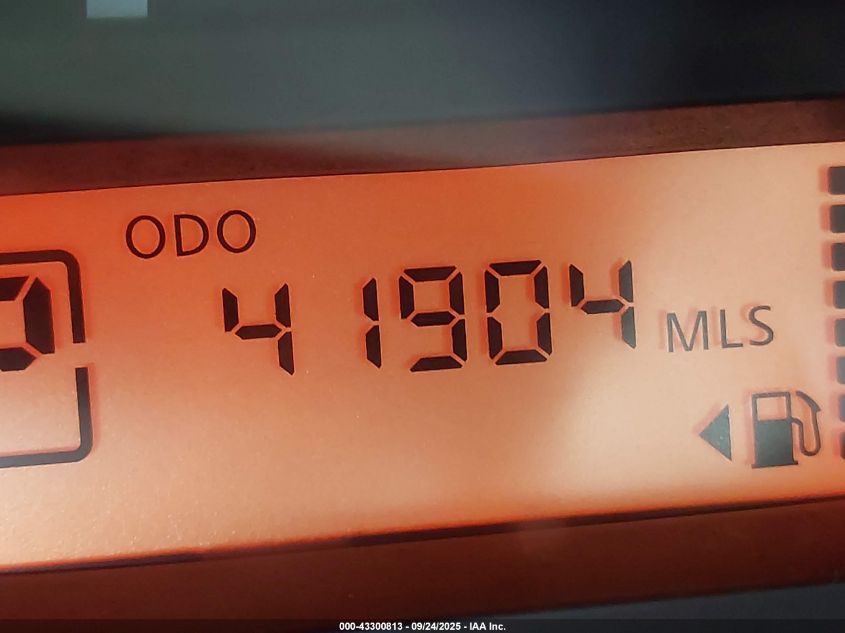 ODO
41904 MLS
000-43300813 - 09/24/2025 - IAA Inc.